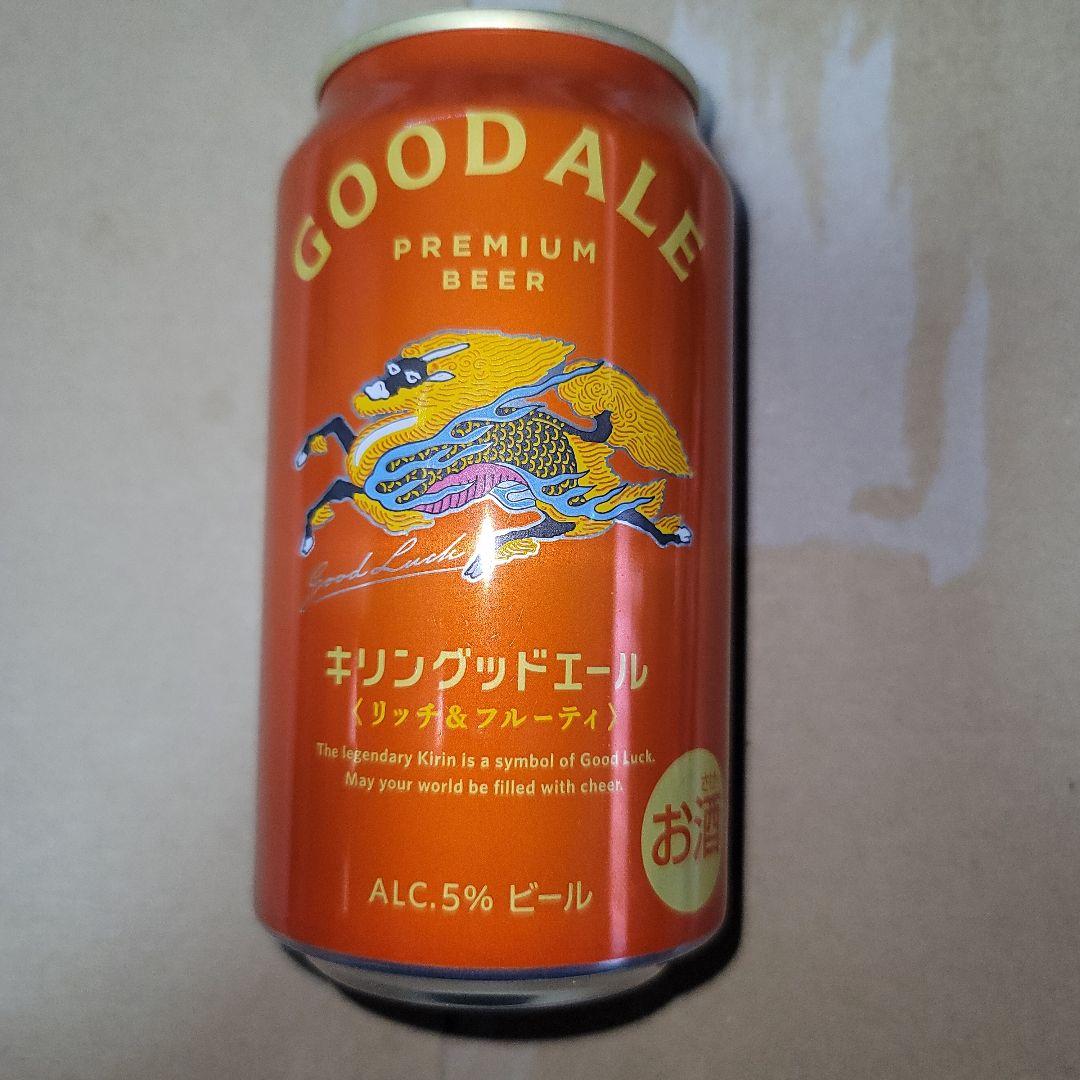 GOOD ALE
PREMIUM
BEER
Good Luck
キリングッドエール
〈リッチ&フルーティ〉
The legendary Kirin is a symbol of Good Luck.
May your world be filled with cheer.
さけ
お酒
ALC.5% ビール